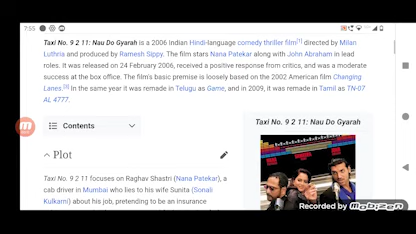 7:55
Taxi No. 9 2 11: Nau Do Gyarah is a 2006 Indian Hindi-language comedy thriller film[1] directed by Milan
Luthria and produced by Ramesh Sippy. The film stars Nana Patekar along with John Abraham in lead
roles. It was released on 24 February 2006, received a positive response from critics, and was a moderate
success at the box office. The film's basic premise is loosely based on the 2002 American film Changing
Lanes.[3] In the same year it was remade in Telugu as Game, and in 2009, it was remade in Tamil as TN-07
AL 4777.
Contents
Taxi No. 9 2 11: Nau Do Gyarah
Plot
Taxi No. 9 2 11 focuses on Raghav Shastri (Nana Patekar), a
cab driver in Mumbai who lies to his wife Sunita (Sonali
Kulkarni) about his job, pretending to be an insurance
Recorded by Mobizen